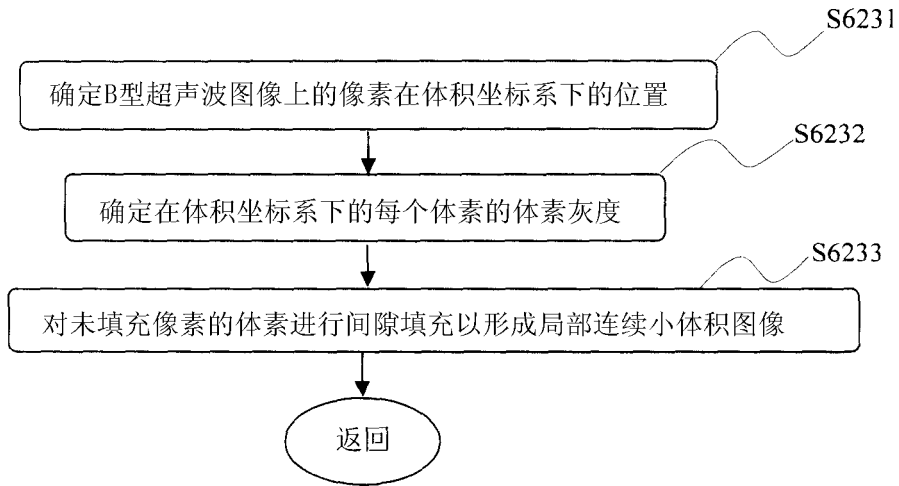 S6231
确定B型超声波图像上的像素在体积坐标系下的位置
S6232
确定在体积坐标系下的每个体素的体素灰度
S6233
对未填充像素的体素进行间隙填充以形成局部连续小体积图像
返回